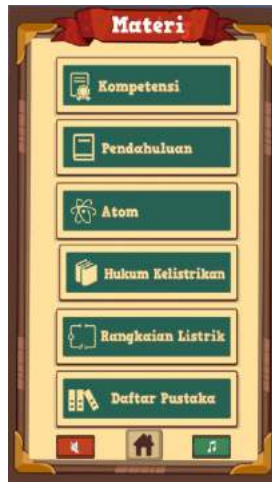 Materi
Kompetensi
Pendahuluan
Atom
Hukum Kelistrikan
Rangkaian Listrik
Daftar Pustaka